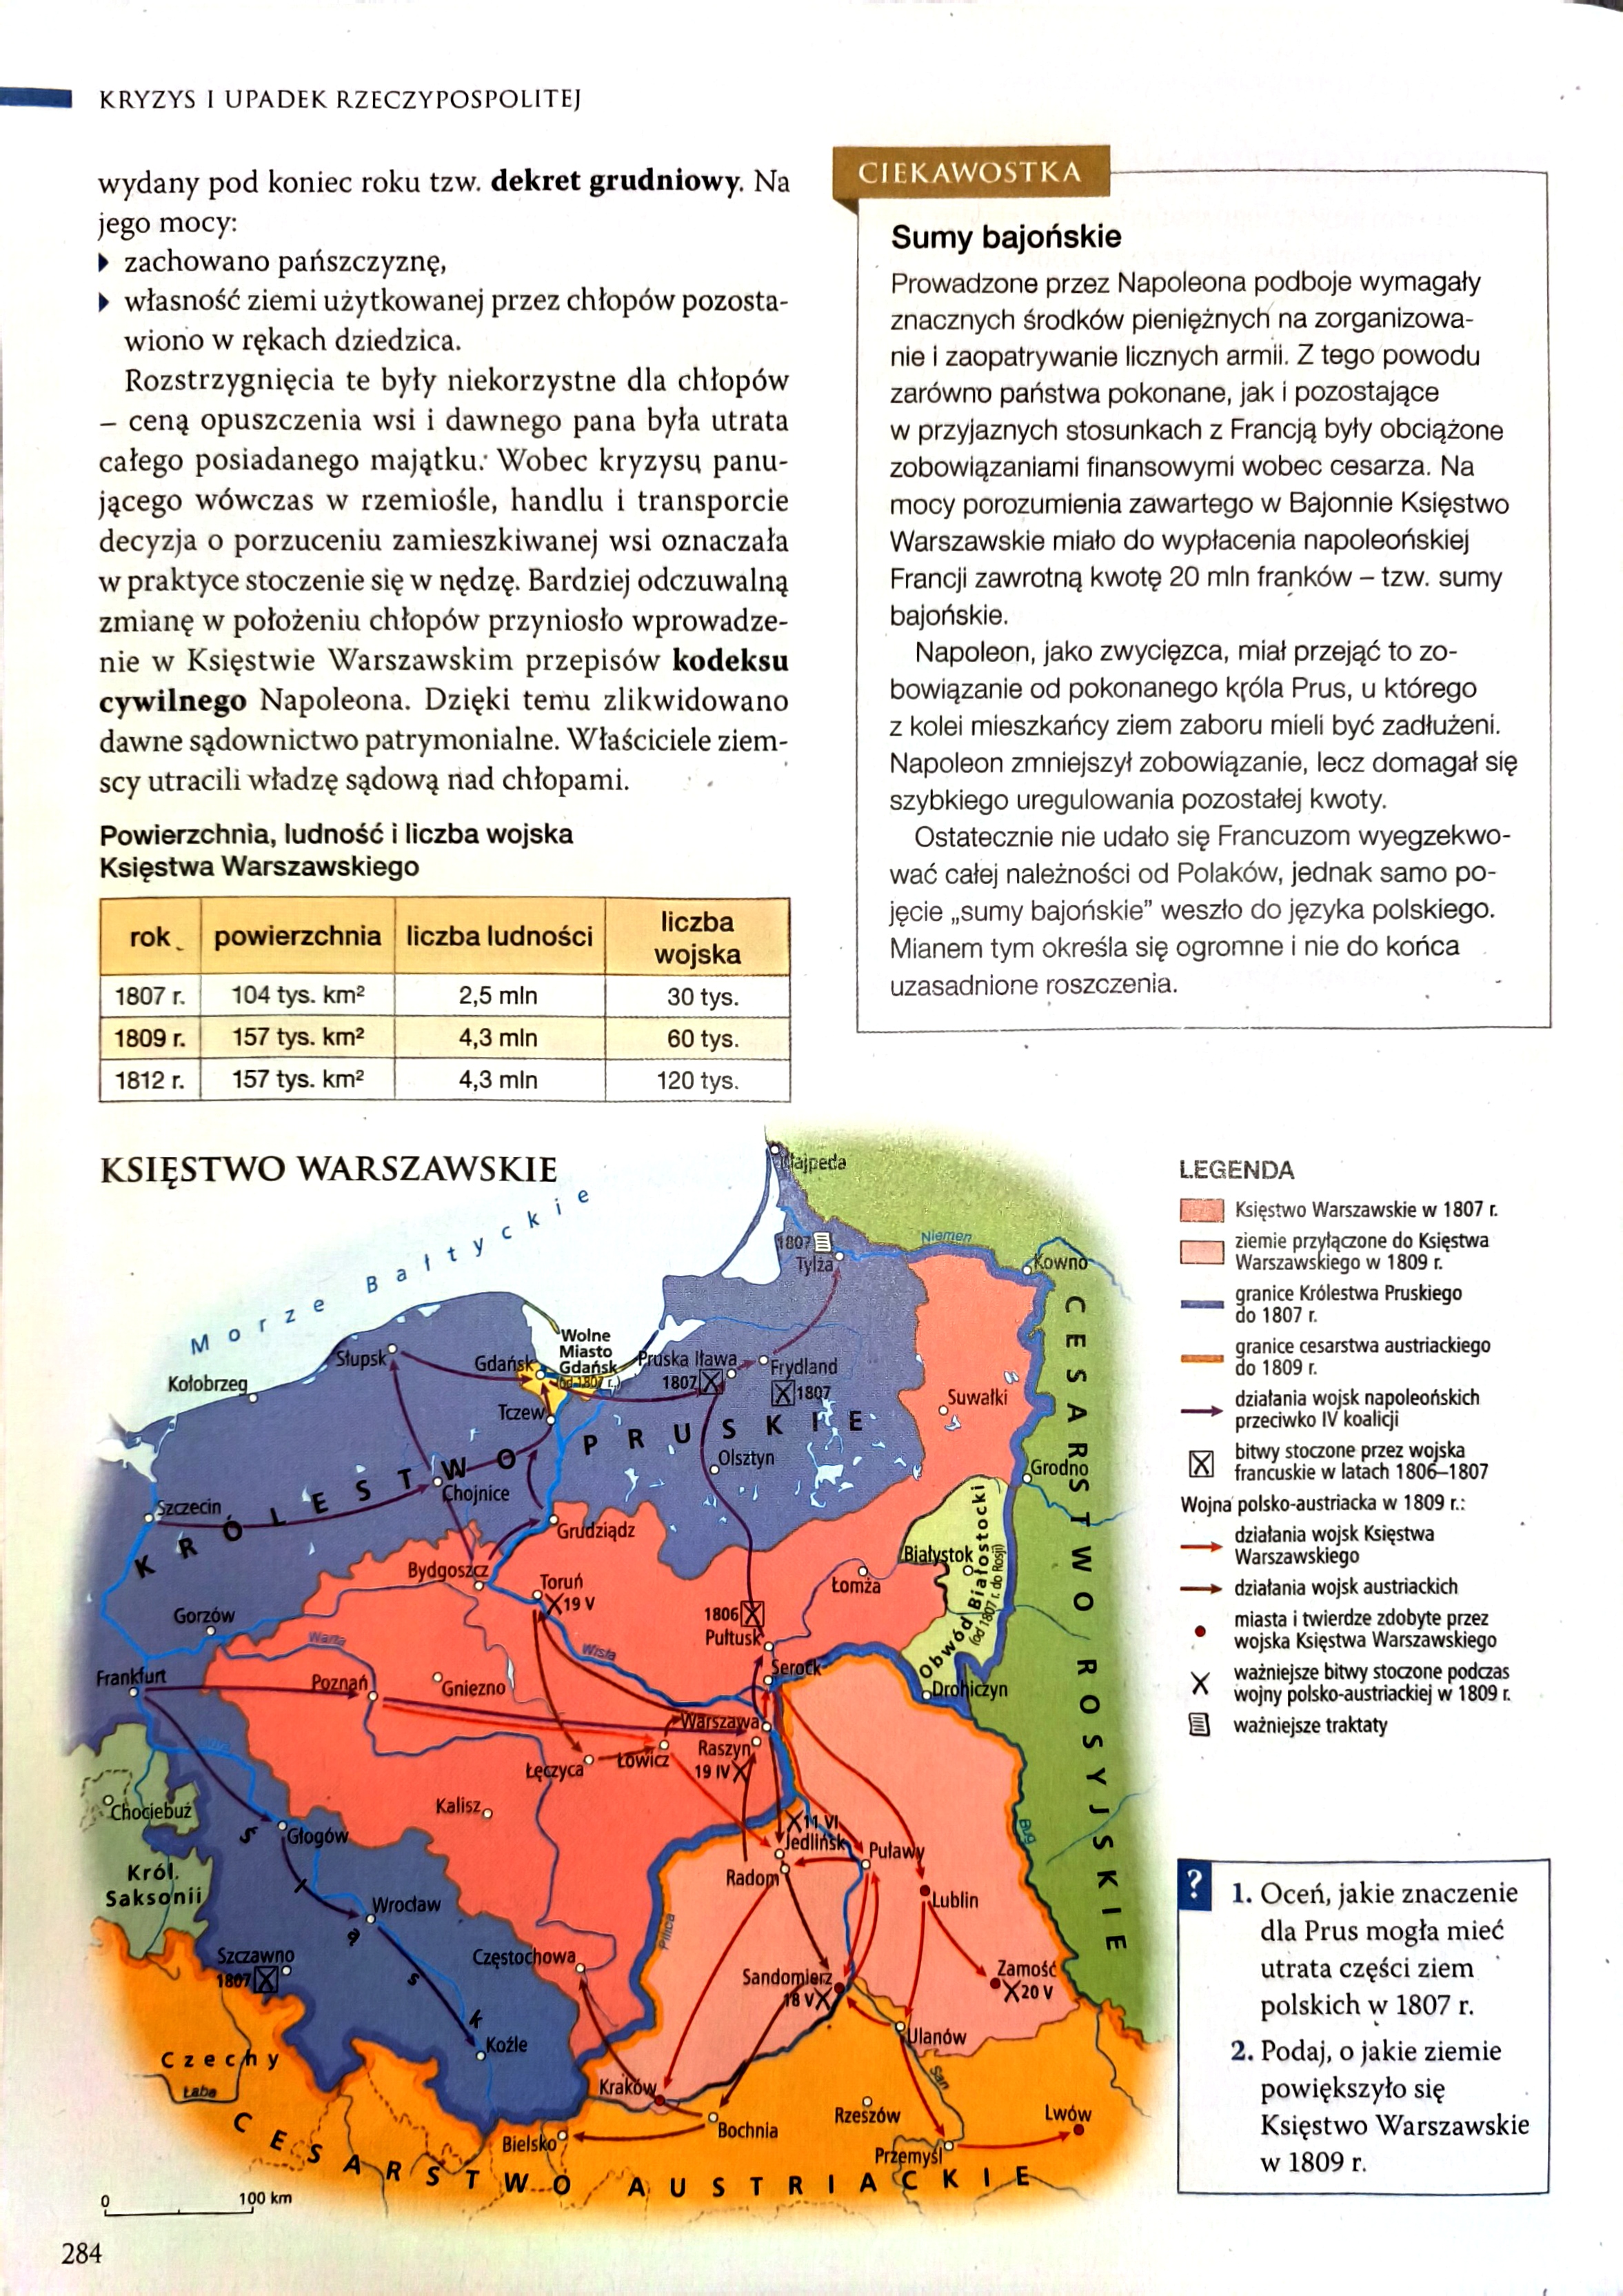 KRYZYS I UPADEK RZECZYPOSPOLITEJ
wydany pod koniec roku tzw. dekret grudniowy. Na
jego mocy:
zachowano pańszczyznę,
własność ziemi użytkowanej przez chłopów pozosta-
wiono w rękach dziedzica.
Rozstrzygnięcia te były niekorzystne dla chłopów
– ceną opuszczenia wsi i dawnego pana była utrata
całego posiadanego majątku. Wobec kryzysu panu-
jącego wówczas w rzemiośle, handlu i transporcie
decyzja o porzuceniu zamieszkiwanej wsi oznaczała
w praktyce stoczenie się w nędzę. Bardziej odczuwalną
zmianę w położeniu chłopów przyniosło wprowadze-
nie w Księstwie Warszawskim przepisów kodeksu
cywilnego Napoleona. Dzięki temu zlikwidowano
dawne sądownictwo patrymonialne. Właściciele ziem-
scy utracili władzę sądową nad chłopami.
Powierzchnia, ludność i liczba wojska
Księstwa Warszawskiego
rok powierzchnia liczba ludności liczba wojska
1807 r. 104 tys. km² 2,5 mln 30 tys.
1809 r. 157 tys. km² 4,3 mln 60 tys.
1812 r. 157 tys. km² 4,3 mln 120 tys.
CIEKAWOSTKA
Sumy bajońskie
Prowadzone przez Napoleona podboje wymagały
znacznych środków pieniężnych na zorganizowa-
nie i zaopatrywanie licznych armii. Z tego powodu
zarówno państwa pokonane, jak i pozostające
w przyjaznych stosunkach z Francją były obciążone
zobowiązaniami finansowymi wobec cesarza. Na
mocy porozumienia zawartego w Bajonnie Księstwo
Warszawskie miało do wypłacenia napoleońskiej
Francji zawrotną kwotę 20 mln franków – tzw. sumy
bajońskie.
Napoleon, jako zwycięzca, miał przejąć to zo-
bowiązanie od pokonanego króla Prus, u którego
z kolei mieszkańcy ziem zaboru mieli być zadłużeni.
Napoleon zmniejszył zobowiązanie, lecz domagał się
szybkiego uregulowania pozostałej kwoty.
Ostatecznie nie udało się Francuzom wyegzekwo-
wać całej należności od Polaków, jednak samo po-
jęcie „sumy bajońskie” weszło do języka polskiego.
Mianem tym określa się ogromne i nie do końca
uzasadnione roszczenia.
KSIĘSTWO WARSZAWSKIE
Morze Bałtyckie
Kłajpeda
1807
Tylża
Niemen
Kowno
Słupsk
Kołobrzeg
Gdańsk
Wolne
Miasto
Gdańsk
(od 1807 r.)
Pruska Iława
1807
Frydland
1807
Tczew
Suwałki
KRÓLESTWO PRUSKIE
Olsztyn
Chojnice
Szczecin
Grodno
Grudziądz
Bydgoszcz
Toruń
19 V
Białystok
Obwód Białostocki
(od 1807 r. do Rosji)
Łomża
Gorzów
1806
Pułtusk
Warta
Wisła
Serock
Frankfurt
Poznań
Gniezno
Drohiczyn
Warszawa
Raszyn
19 IV
Łęczyca
Łowicz
Kalisz
Chociebuż
Głogów
Król.
Saksonii
11 VI
Jedlińsk
Puławy
Radom
Bug
Lublin
Wrocław
Śląsk
Pilica
Szczawno
1807
Częstochowa
Sandomierz
18 V
Zamość
20 V
Ulanów
Koźle
Czechy
Łaba
San
Kraków
Bochnia
Rzeszów
Lwów
Bielsko
Przemyśl
CESARSTWO AUSTRIACKIE
CESARSTWO ROSYJSKIE
0 100 km
LEGENDA
Księstwo Warszawskie w 1807 r.
ziemie przyłączone do Księstwa
Warszawskiego w 1809 r.
granice Królestwa Pruskiego
do 1807 r.
granice cesarstwa austriackiego
do 1809 r.
działania wojsk napoleońskich
przeciwko IV koalicji
bitwy stoczone przez wojska
francuskie w latach 1806–1807
Wojna polsko-austriacka w 1809 r.:
działania wojsk Księstwa
Warszawskiego
działania wojsk austriackich
miasta i twierdze zdobyte przez
wojska Księstwa Warszawskiego
ważniejsze bitwy stoczone podczas
wojny polsko-austriackiej w 1809 r.
ważniejsze traktaty
?
1. Oceń, jakie znaczenie
dla Prus mogła mieć
utrata części ziem
polskich w 1807 r.
2. Podaj, o jakie ziemie
powiększyło się
Księstwo Warszawskie
w 1809 r.
284